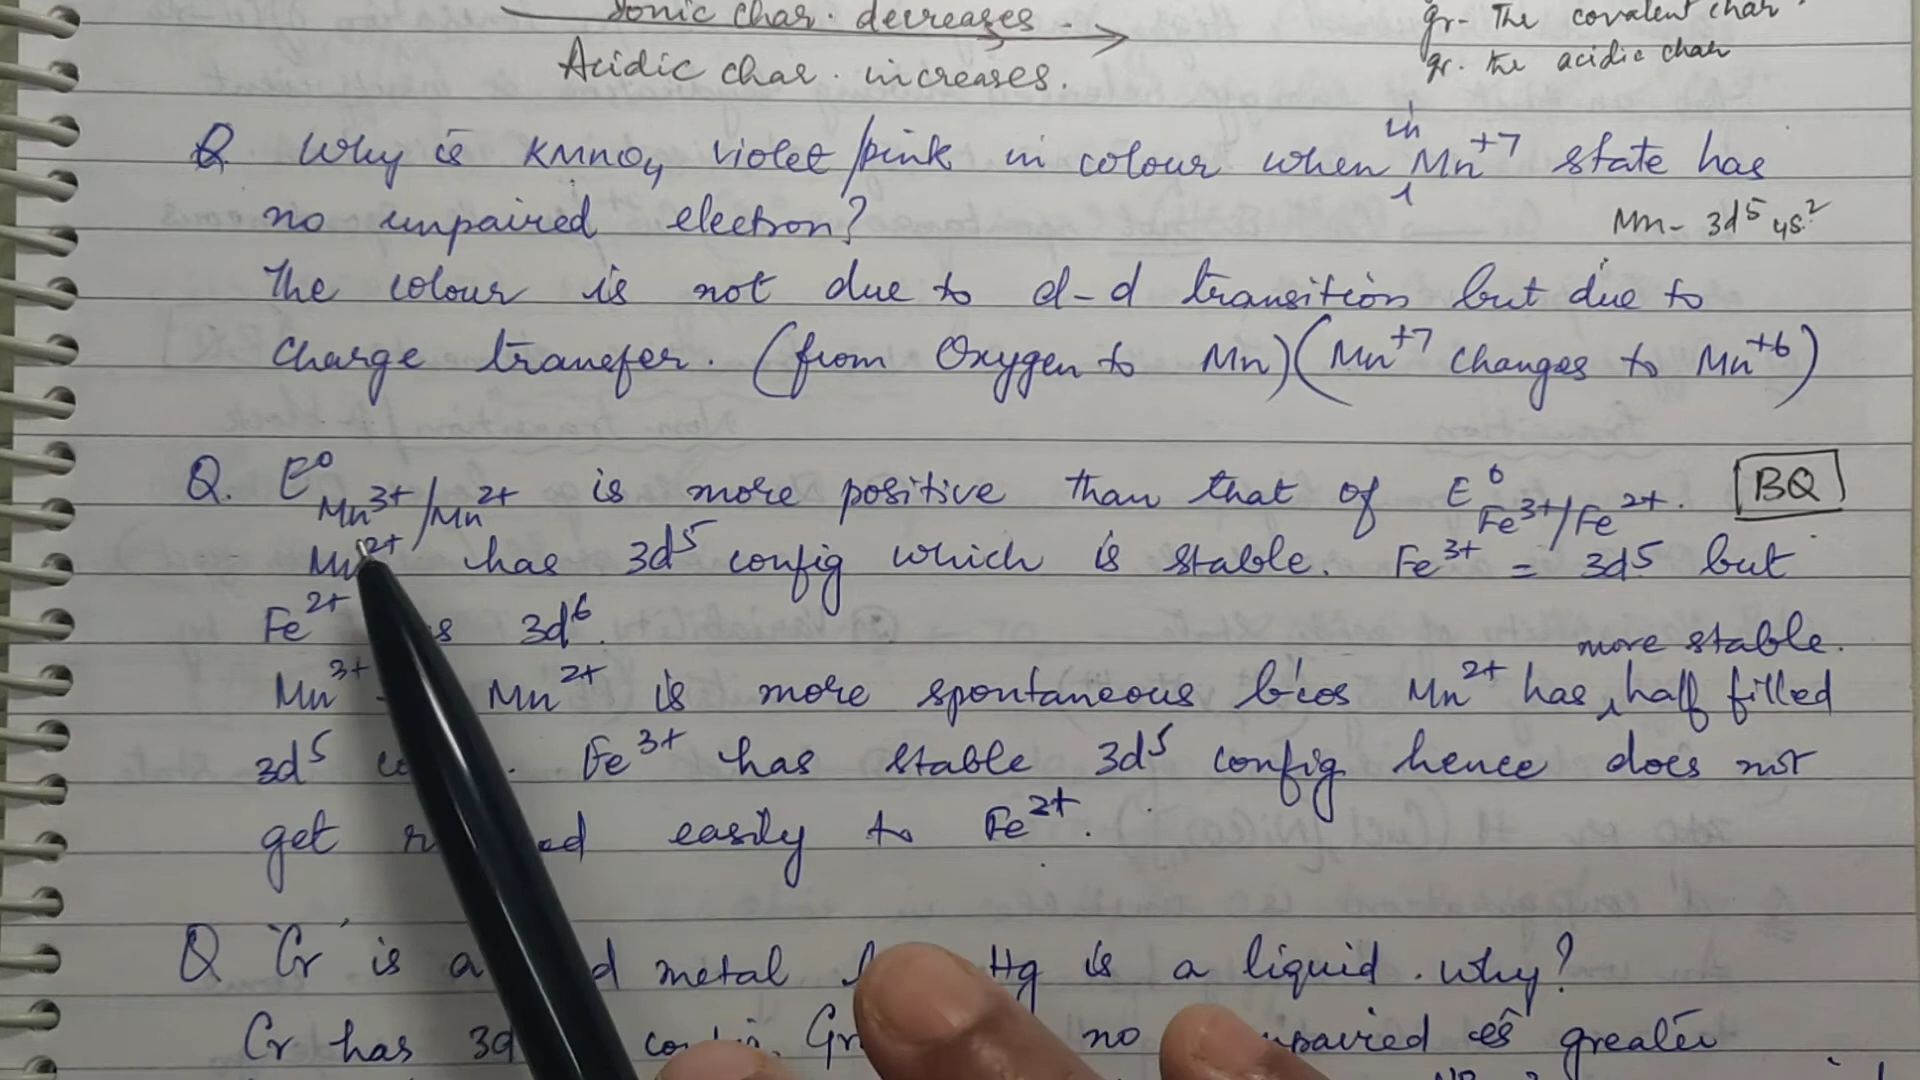 Ionic char. decreases.
Acidic char. increases.
gr. the covalent char.
gr. the acidic char
Q Why is KMnO4 violet/pink in colour when in Mn+7 state has
no unpaired electron?
Mn- 3d5 4s2
The colour is not due to d-d transition but due to
charge transfer. (from Oxygen to Mn) (Mn+7 changes to Mn+6)
Q. E0 Mn3+/Mn2+ is more positive than that of E0 Fe3+/Fe2+. BQ
Mn2+ has 3d5 config which is stable. Fe3+ = 3d5 but
Fe2+ 3d6.
more stable.
Mn3+ Mn2+ is more spontaneous b'cos Mn2+ has half filled
3d5 Fe3+ has stable 3d5 config hence does not
get easily to Fe2+.
Q 'Cr' is a metal Hg is a liquid. Why?
Cr has no es greater